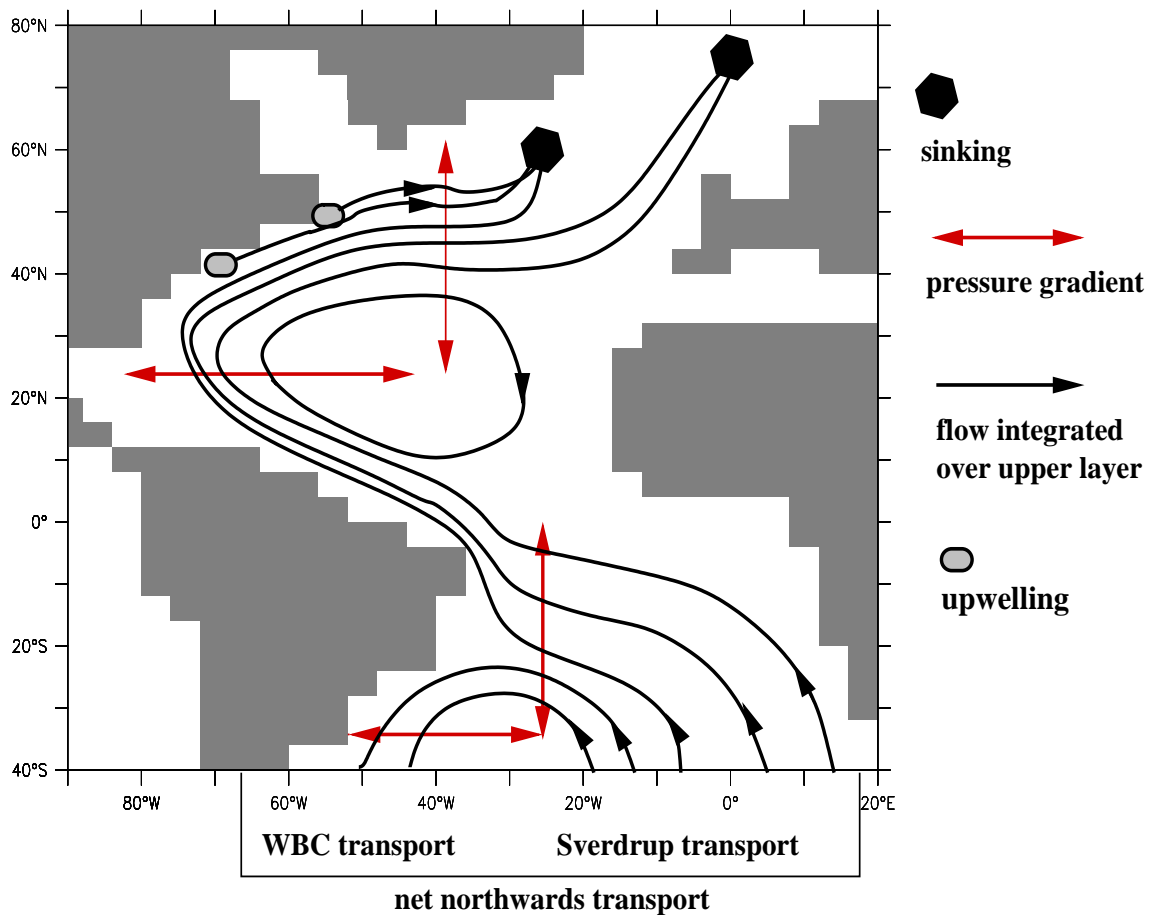 80°N
60°N
40°N
20°N
0°
20°S
40°S
80°W
60°W
40°W
20°W
0°
20°E
sinking
pressure gradient
flow integrated
over upper layer
upwelling
WBC transport
Sverdrup transport
net northwards transport